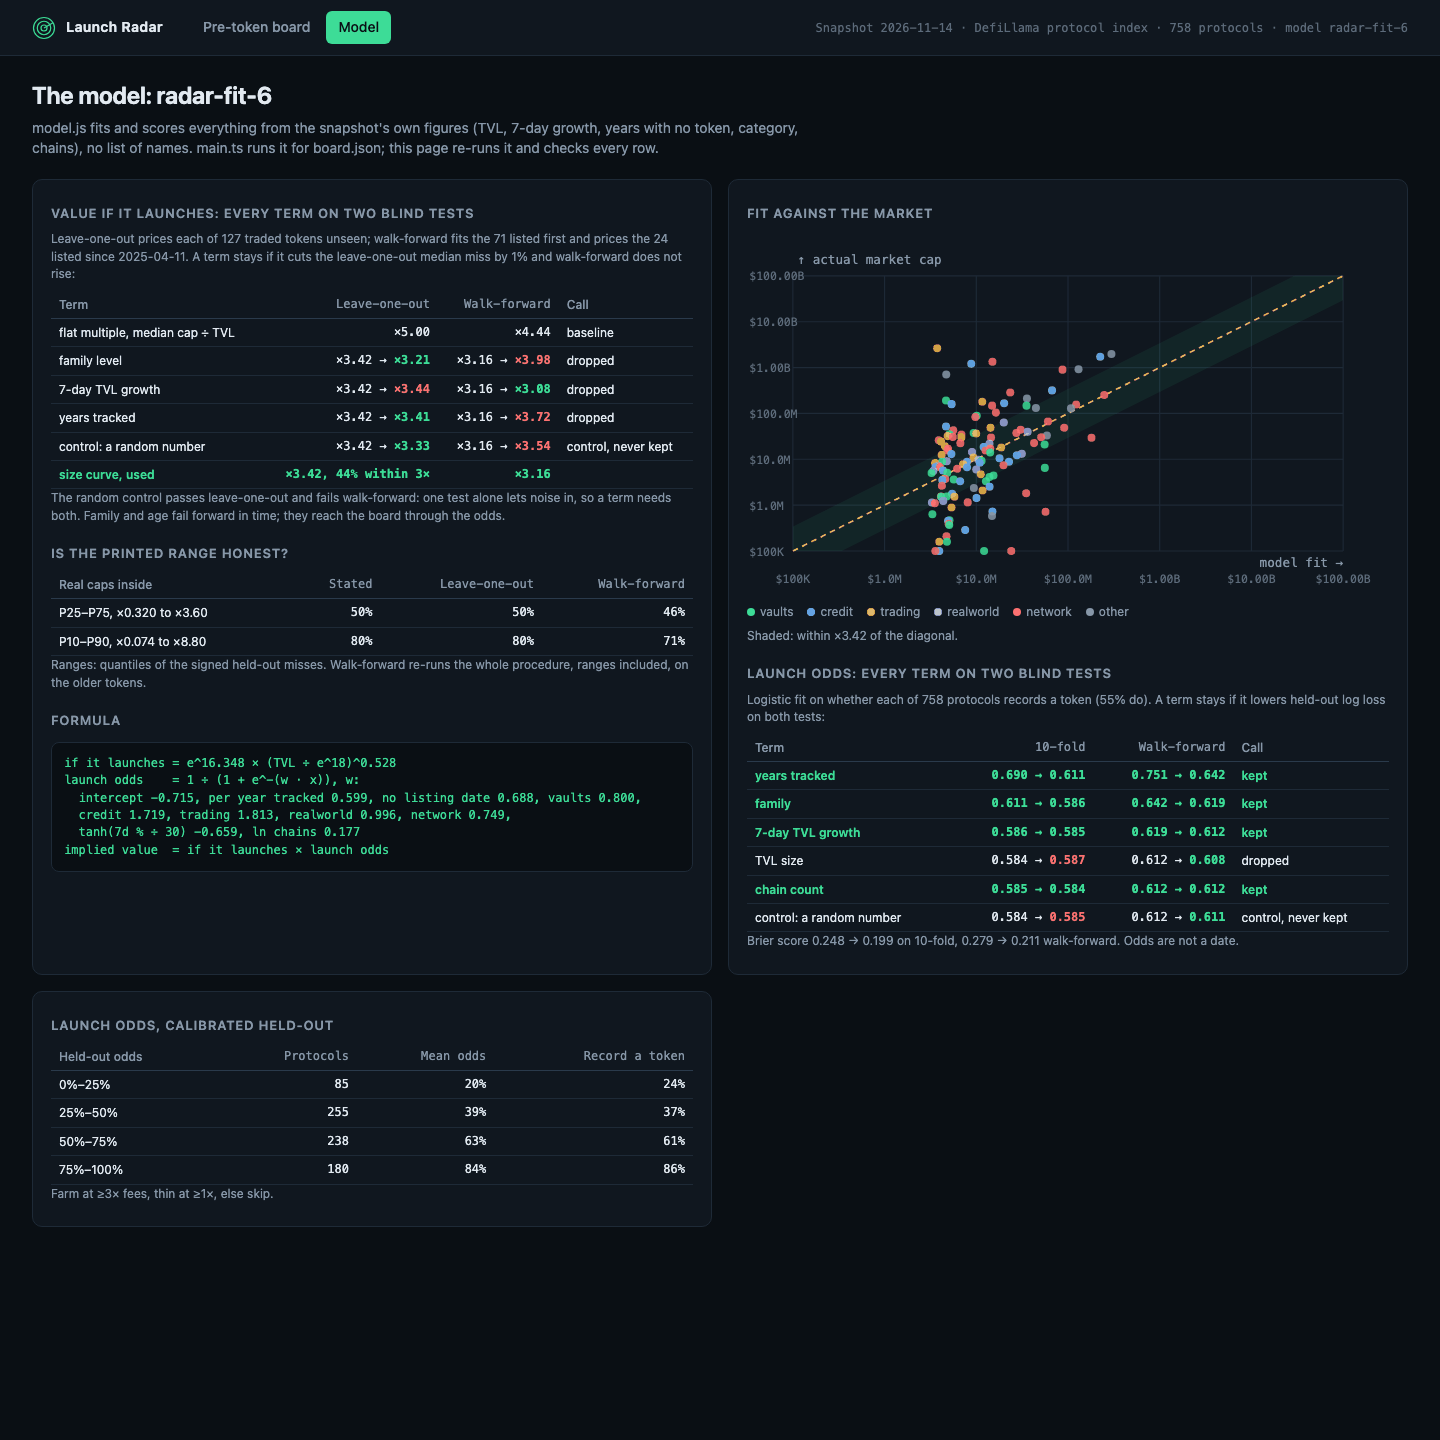 Launch Radar
Pre-token board
Model
Snapshot 2026-11-14 · DefiLlama protocol index · 758 protocols · model radar-fit-6
The model: radar-fit-6
model.js fits and scores everything from the snapshot's own figures (TVL, 7-day growth, years with no token, category,
chains), no list of names. main.ts runs it for board.json; this page re-runs it and checks every row.
VALUE IF IT LAUNCHES: EVERY TERM ON TWO BLIND TESTS
Leave-one-out prices each of 127 traded tokens unseen; walk-forward fits the 71 listed first and prices the 24
listed since 2025-04-11. A term stays if it cuts the leave-one-out median miss by 1% and walk-forward does not
rise:
Term Leave-one-out Walk-forward Call
flat multiple, median cap ÷ TVL ×5.00 ×4.44 baseline
family level ×3.42 → ×3.21 ×3.16 → ×3.98 dropped
7-day TVL growth ×3.42 → ×3.44 ×3.16 → ×3.08 dropped
years tracked ×3.42 → ×3.41 ×3.16 → ×3.72 dropped
control: a random number ×3.42 → ×3.33 ×3.16 → ×3.54 control, never kept
size curve, used ×3.42, 44% within 3× ×3.16
The random control passes leave-one-out and fails walk-forward: one test alone lets noise in, so a term needs
both. Family and age fail forward in time; they reach the board through the odds.
IS THE PRINTED RANGE HONEST?
Real caps inside Stated Leave-one-out Walk-forward
P25–P75, ×0.320 to ×3.60 50% 50% 46%
P10–P90, ×0.074 to ×8.80 80% 80% 71%
Ranges: quantiles of the signed held-out misses. Walk-forward re-runs the whole procedure, ranges included, on
the older tokens.
FORMULA
if it launches = e^16.348 × (TVL ÷ e^18)^0.528
launch odds = 1 ÷ (1 + e^-(w · x)), w:
intercept -0.715, per year tracked 0.599, no listing date 0.688, vaults 0.800,
credit 1.719, trading 1.813, realworld 0.996, network 0.749,
tanh(7d % ÷ 30) -0.659, ln chains 0.177
implied value = if it launches × launch odds
FIT AGAINST THE MARKET
↑ actual market cap
$100.00B
$10.00B
$1.00B
$100.0M
$10.0M
$1.0M
$100K
model fit →
$100K $1.0M $10.0M $100.0M $1.00B $10.00B $100.00B
vaults credit trading realworld network other
Shaded: within ×3.42 of the diagonal.
LAUNCH ODDS: EVERY TERM ON TWO BLIND TESTS
Logistic fit on whether each of 758 protocols records a token (55% do). A term stays if it lowers held-out log loss
on both tests:
Term 10-fold Walk-forward Call
years tracked 0.690 → 0.611 0.751 → 0.642 kept
family 0.611 → 0.586 0.642 → 0.619 kept
7-day TVL growth 0.586 → 0.585 0.619 → 0.612 kept
TVL size 0.584 → 0.587 0.612 → 0.608 dropped
chain count 0.585 → 0.584 0.612 → 0.612 kept
control: a random number 0.584 → 0.585 0.612 → 0.611 control, never kept
Brier score 0.248 → 0.199 on 10-fold, 0.279 → 0.211 walk-forward. Odds are not a date.
LAUNCH ODDS, CALIBRATED HELD-OUT
Held-out odds Protocols Mean odds Record a token
0%–25% 85 20% 24%
25%–50% 255 39% 37%
50%–75% 238 63% 61%
75%–100% 180 84% 86%
Farm at ≥3× fees, thin at ≥1×, else skip.